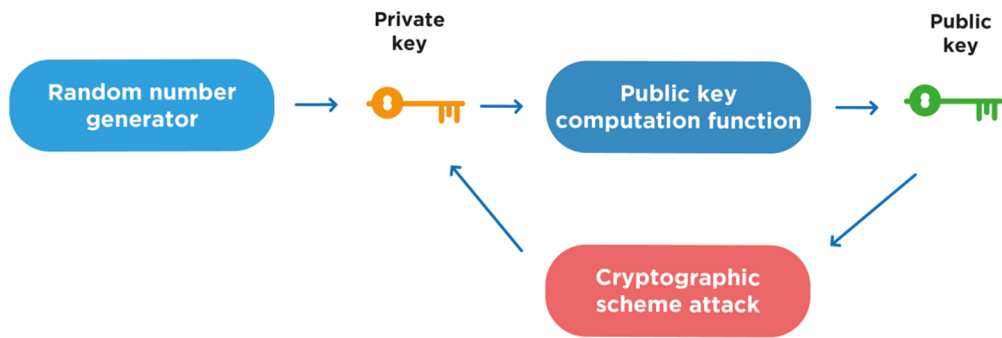 Private
key
Public
key
Random number
generator
Public key
computation function
Cryptographic
scheme attack